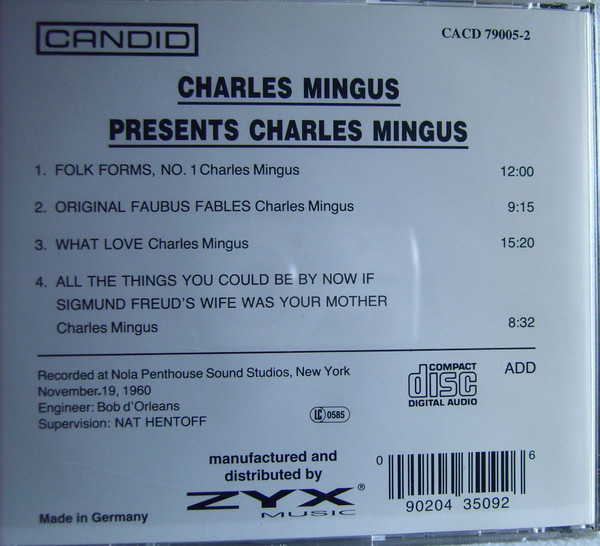 CANDID
CACD 79005-2
CHARLES MINGUS
PRESENTS CHARLES MINGUS
1. FOLK FORMS, NO. 1 Charles Mingus 12:00
2. ORIGINAL FAUBUS FABLES Charles Mingus 9:15
3. WHAT LOVE Charles Mingus 15:20
4. ALL THE THINGS YOU COULD BE BY NOW IF
SIGMUND FREUD'S WIFE WAS YOUR MOTHER
Charles Mingus 8:32
Recorded at Nola Penthouse Sound Studios, New York
November 19, 1960
Engineer: Bob d'Orleans
Supervision: NAT HENTOFF
LC 0585
COMPACT
disc
DIGITAL AUDIO
ADD
manufactured and
distributed by
ZYX®
MUSIC
0 90204 35092 6
Made in Germany